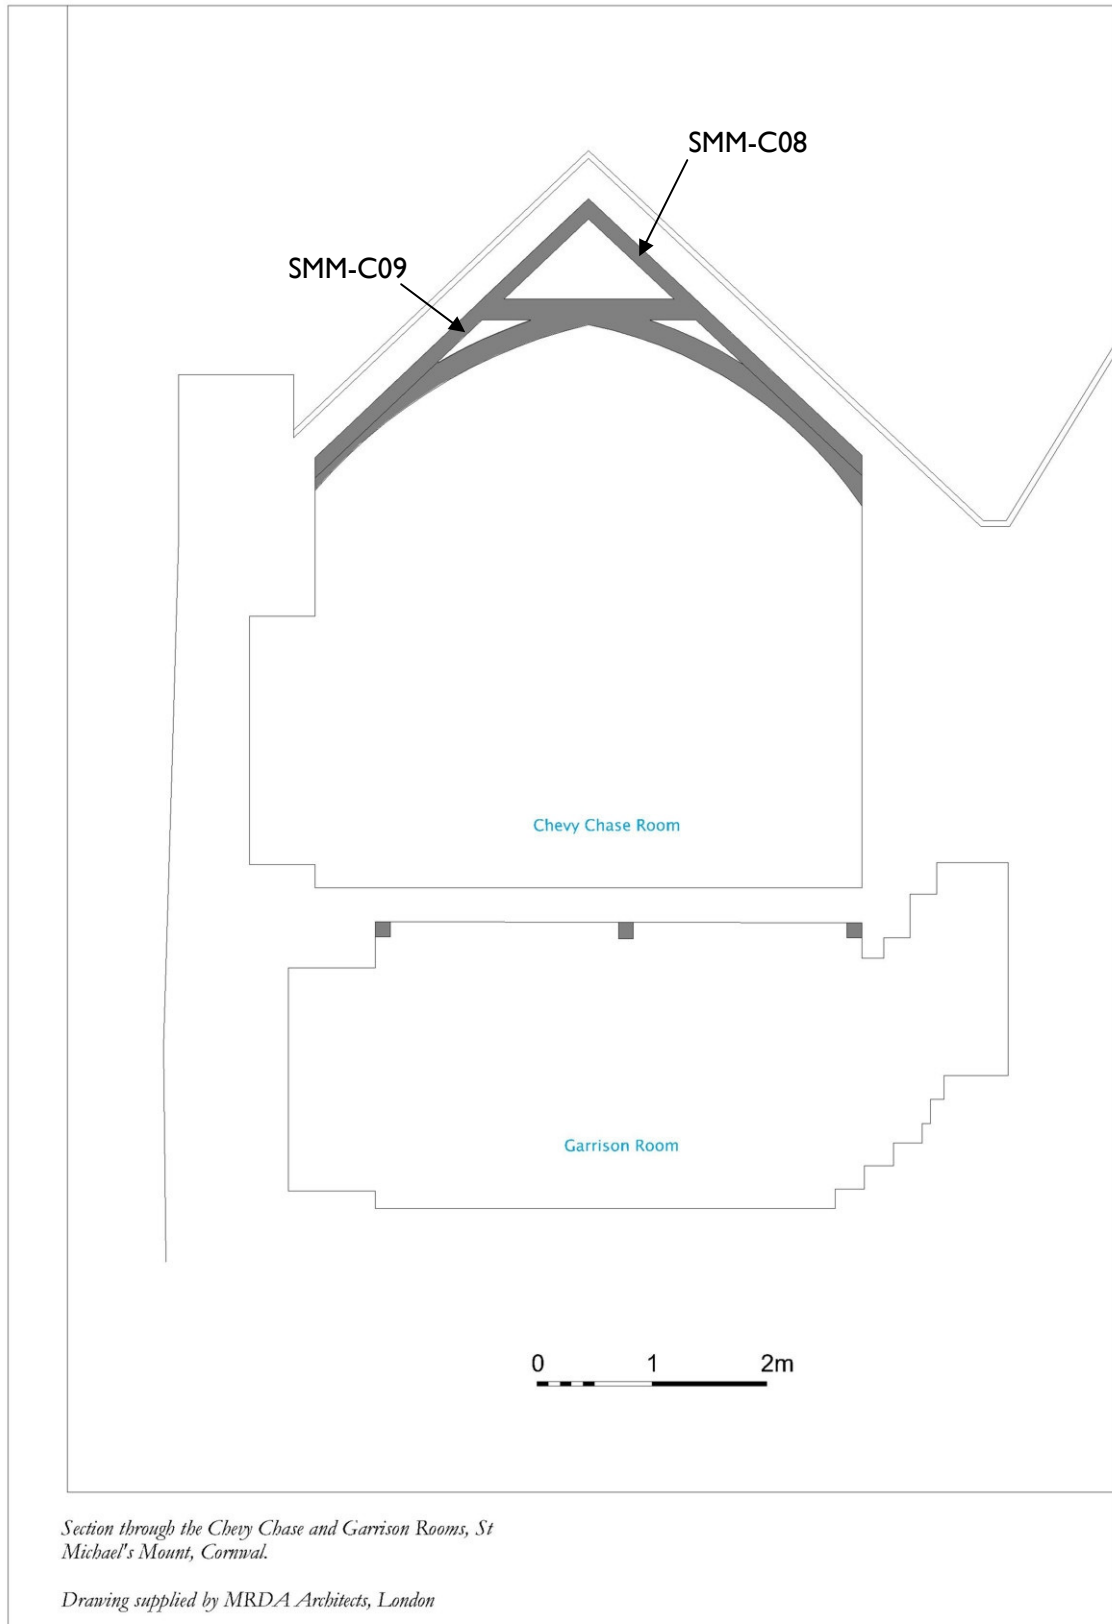 SMM-C08
SMM-C09
Chevy Chase Room
Garrison Room
0 1 2m
Section through the Chevy Chase and Garrison Rooms, St
Michael's Mount, Cornwal.
Drawing supplied by MRDA Architects, London